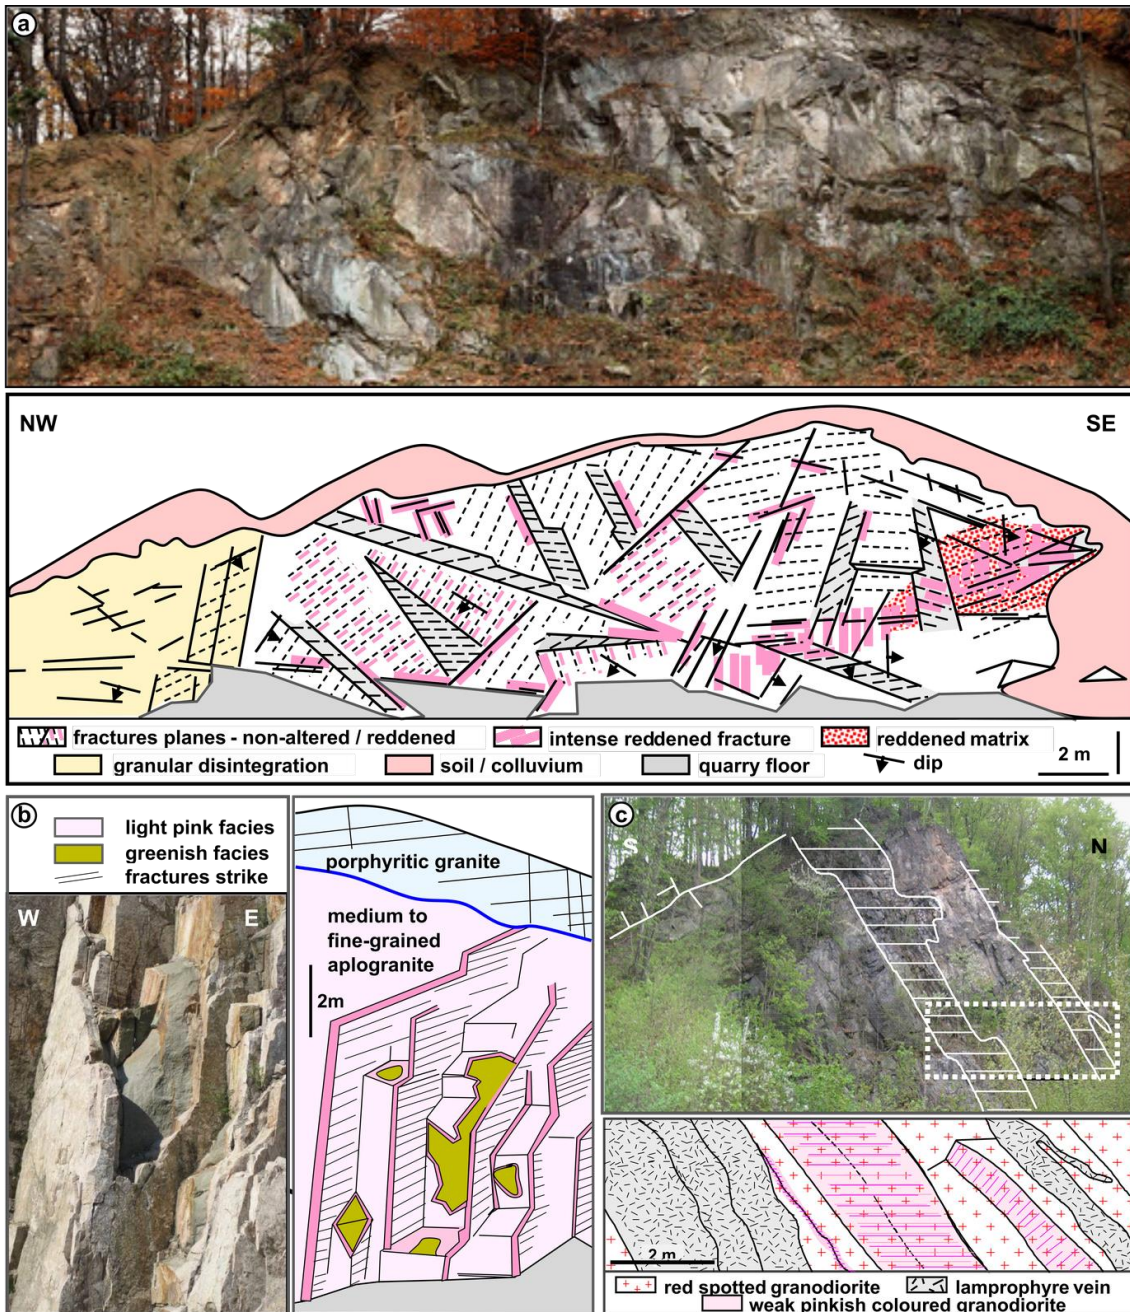 a
NW SE
fractures planes - non-altered / reddened intense reddened fracture reddened matrix
granular disintegration soil / colluvium quarry floor dip 2 m
b
light pink facies
greenish facies
fractures strike
W E
porphyritic granite
medium to
fine-grained
aplogranite
2m
c
S N
2 m
red spotted granodiorite lamprophyre vein
weak pinkish coloured granodiorite